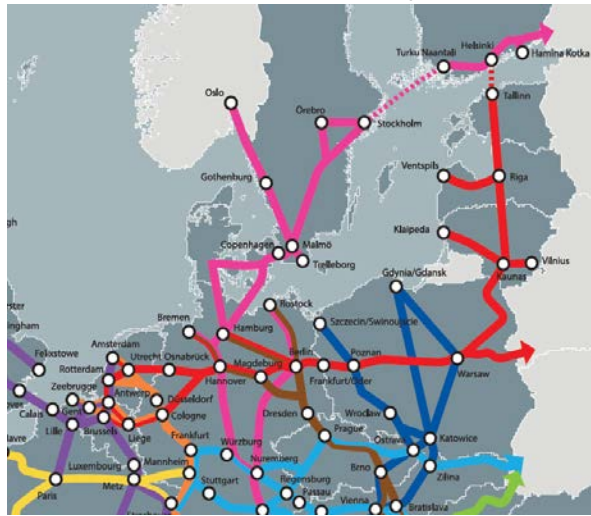 Helsinki
Turku Naantali
Hamina Kotka
Oslo
Tallinn
Örebro
Stockholm
Ventspils
Riga
Gothenburg
Klaipeda
Copenhagen
Malmö
Trelleborg
Vilnius
Kaunas
Gdynia/Gdansk
Rostock
Bremen
Hamburg
Szczecin/Swinoujscie
Amsterdam
Felixstowe
Rotterdam
Utrecht
Osnabrück
Magdeburg
Berlin
Poznan
Warsaw
Hannover
Frankfurt/Oder
Zeebrugge
Antwerp
Düsseldorf
Calais
Gent
Cologne
Dresden
Wroclaw
Lille
Brussels
Liège
Frankfurt
Würzburg
Prague
Ostrava
Katowice
Luxembourg
Mannheim
Nuremberg
Brno
Zilina
Paris
Metz
Stuttgart
Regensburg
Passau
Vienna
Bratislava